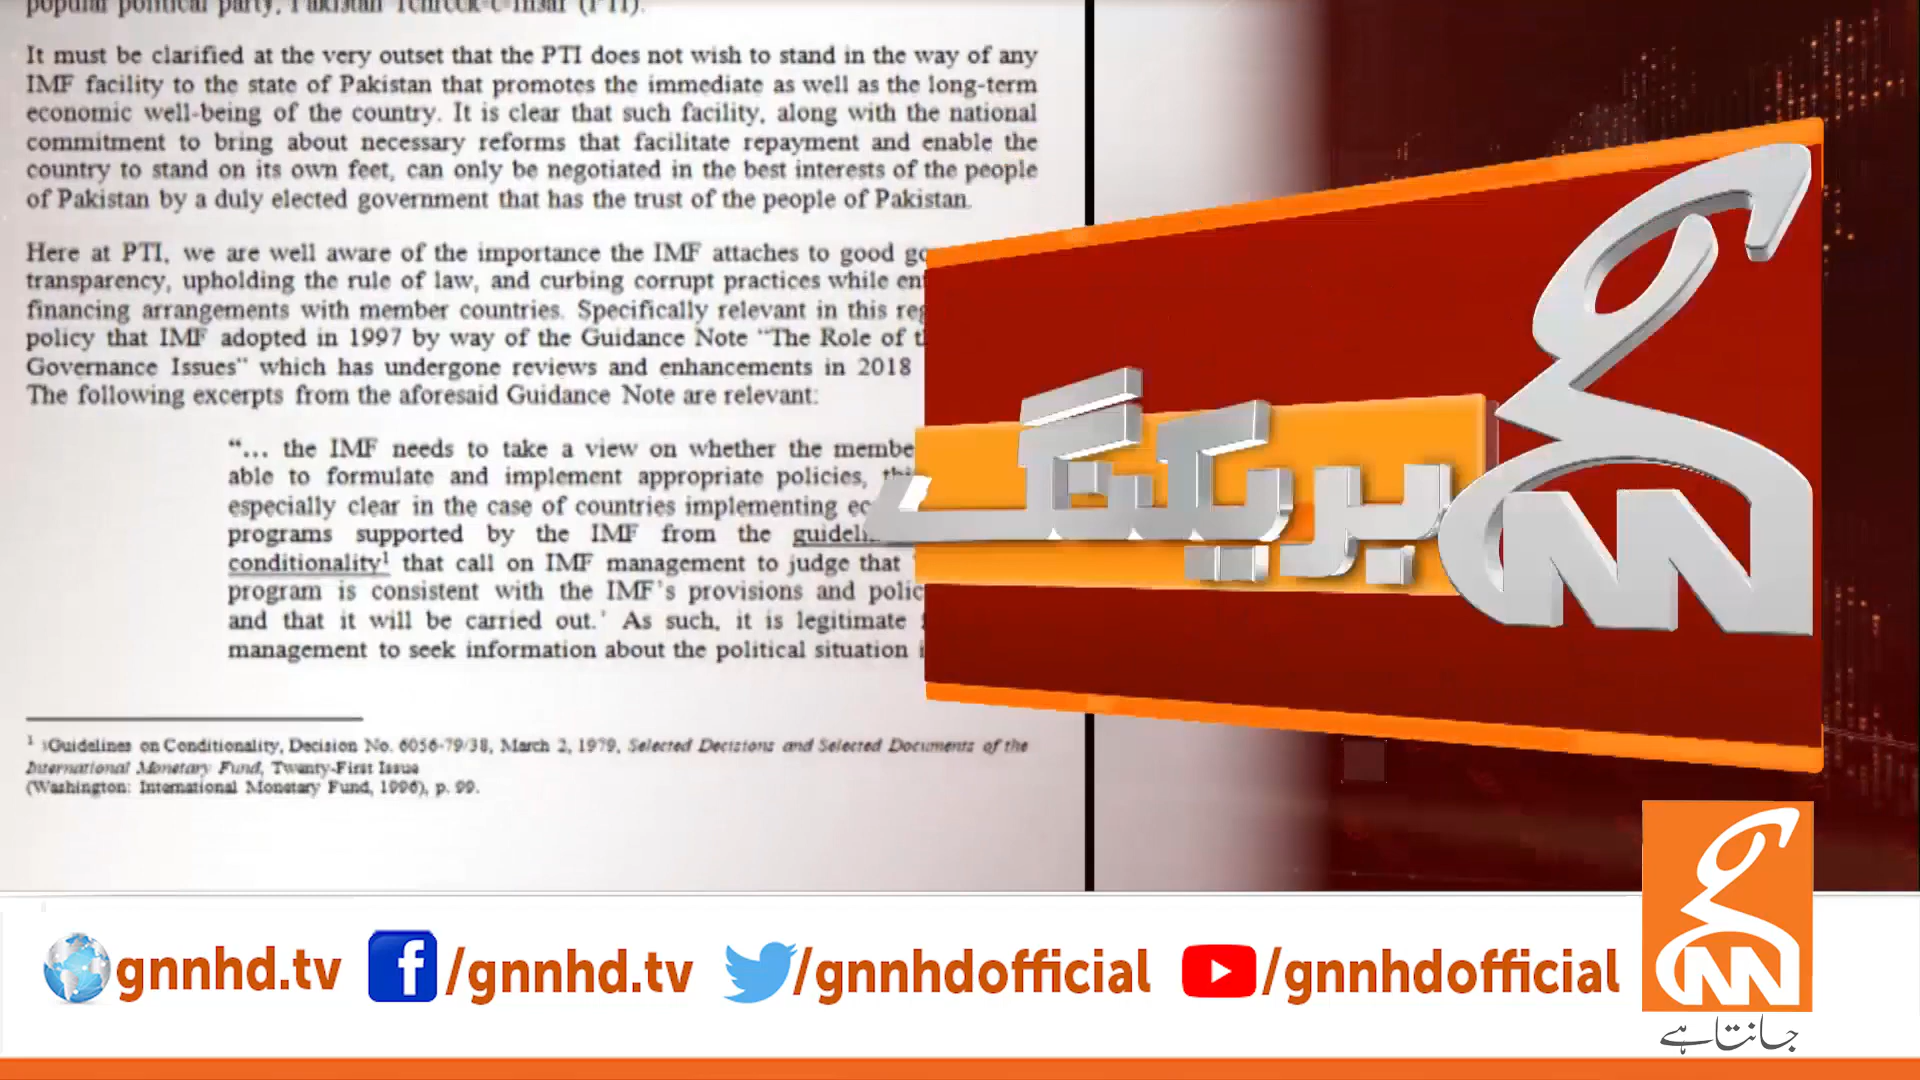 popular political party, Pakistan Tehreek-e-Insaf (PTI).
It must be clarified at the very outset that the PTI does not wish to stand in the way of any
IMF facility to the state of Pakistan that promotes the immediate as well as the long-term
economic well-being of the country. It is clear that such facility, along with the national
commitment to bring about necessary reforms that facilitate repayment and enable the
country to stand on its own feet, can only be negotiated in the best interests of the people
of Pakistan by a duly elected government that has the trust of the people of Pakistan.
Here at PTI, we are well aware of the importance the IMF attaches to good
transparency, upholding the rule of law, and curbing corrupt practices while
financing arrangements with member countries. Specifically relevant in this
policy that IMF adopted in 1997 by way of the Guidance Note “The Role of
Governance Issues” which has undergone reviews and enhancements in 2018
The following excerpts from the aforesaid Guidance Note are relevant:
“… the IMF needs to take a view on whether the
able to formulate and implement appropriate policies,
especially clear in the case of countries implementing
programs supported by the IMF from the
conditionality¹ that call on IMF management to judge that
program is consistent with the IMF's provisions and
and that it will be carried out.' As such, it is legitimate
management to seek information about the political situation
¹ Guidelines on Conditionality, Decision No. 6056-79/38, March 2, 1979, Selected Decisions and Selected Documents of the
International Monetary Fund, Twenty-First Issue
(Washington: International Monetary Fund, 1996), p. 99.
بریکنگ
GNN
gnnhd.tv /gnnhd.tv /gnnhdofficial /gnnhdofficial
GNN
جانتا ہے